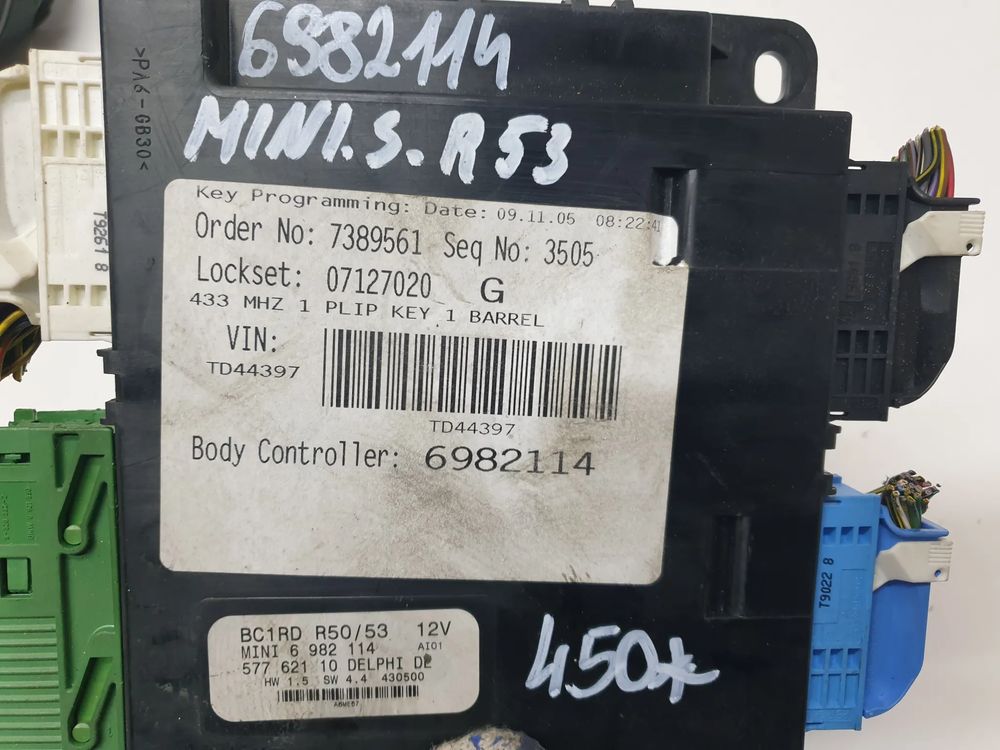 6982114
MINI.S. R53
>PA6-GB30<
Key Programming: Date: 09.11.05 08:22:41
Order No: 7389561 Seq No: 3505
Lockset: 07127020 G
433 MHZ 1 PLIP KEY 1 BARREL
VIN:
TD44397
TD44397
Body Controller: 6982114
T9261 8
T9022 8
BC1RD R50/53 12V
MINI 6 982 114 AI01
577 621 10 DELPHI DE
HW 1.5 SW 4.4 430500
450*